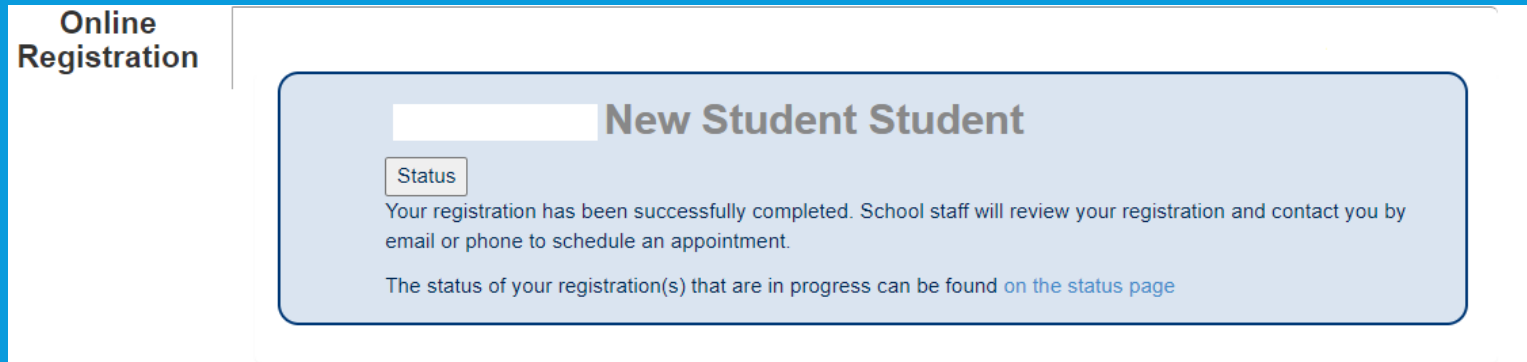 Online
Registration
New Student Student
Status
Your registration has been successfully completed. School staff will review your registration and contact you by
email or phone to schedule an appointment.
The status of your registration(s) that are in progress can be found on the status page